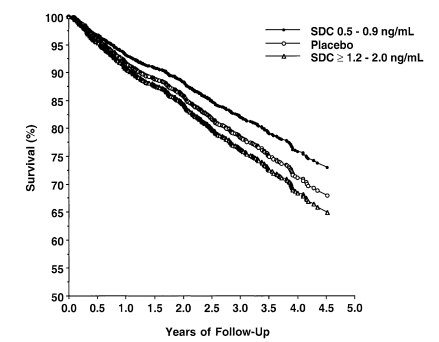 SDC 0.5 - 0.9 ng/mL
Placebo
SDC ≥ 1.2 - 2.0 ng/mL
Survival (%)
100
95
90
85
80
75
70
65
60
55
50
0.0 0.5 1.0 1.5 2.0 2.5 3.0 3.5 4.0 4.5 5.0
Years of Follow-Up